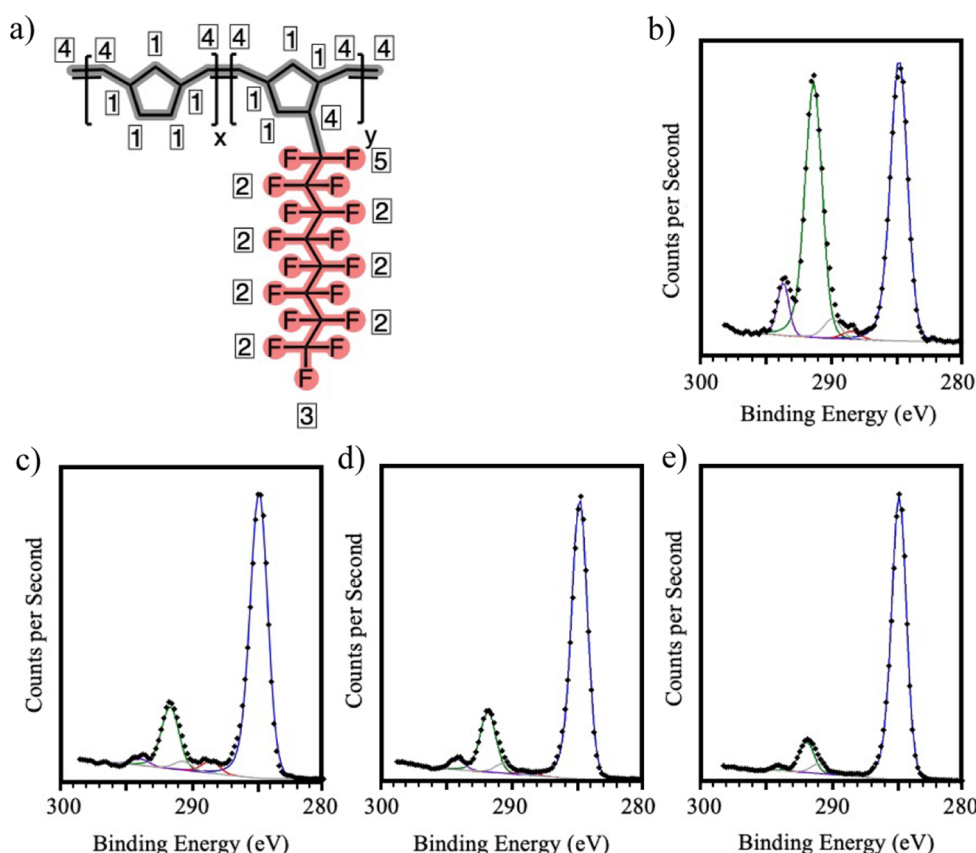 a)
4 4 1 4 4 1 1 4 4
1 1 1 4
1 1 1
x y
F F 5
2 F F
F F 2
2 F F
F F 2
2 F F
F F 2
2 F F
F
3
b)
Counts per Second
300 290 280
Binding Energy (eV)
c)
Counts per Second
300 290 280
Binding Energy (eV)
d)
Counts per Second
300 290 280
Binding Energy (eV)
e)
Counts per Second
300 290 280
Binding Energy (eV)